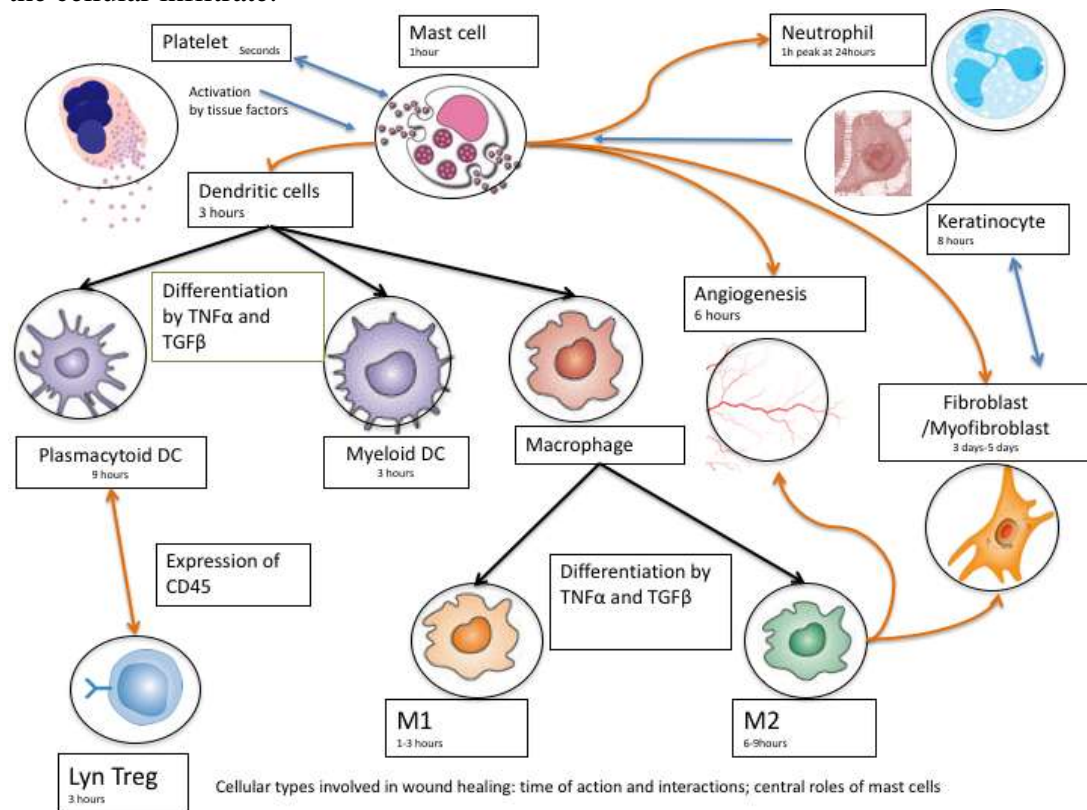 the cellular infiltrate.
Platelet Seconds
Mast cell
1hour
Neutrophil
1h peak at 24hours
Activation
by tissue factors
Dendritic cells
3 hours
Keratinocyte
8 hours
Differentiation
by TNFα and
TGFβ
Angiogenesis
6 hours
Plasmacytoid DC
9 hours
Myeloid DC
3 hours
Macrophage
Fibroblast
/Myofibroblast
3 days-5 days
Expression of
CD45
Differentiation by
TNFα and TGFβ
M1
1-3 hours
M2
6-9hours
Lyn Treg
3 hours
Cellular types involved in wound healing: time of action and interactions; central roles of mast cells